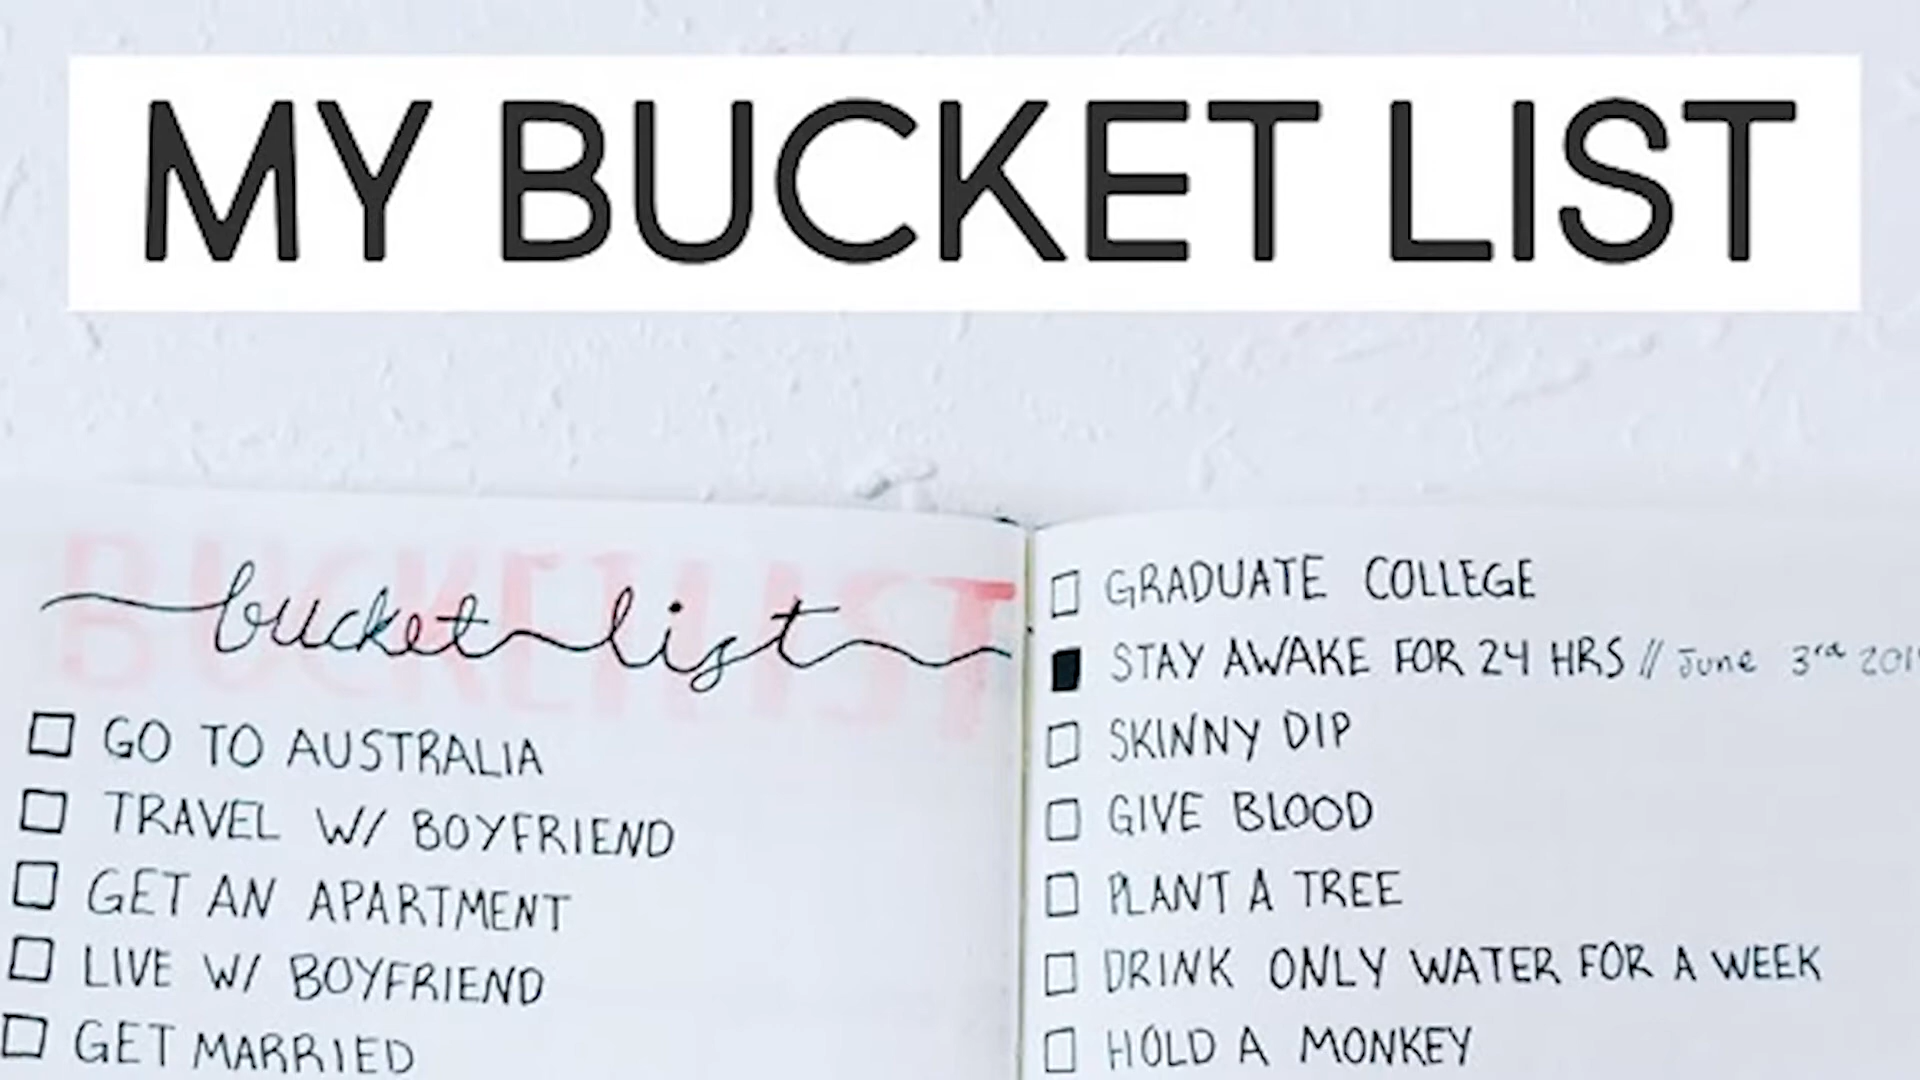 MY BUCKET LIST
BUCKET LIST
bucket list
GO TO AUSTRALIA
TRAVEL W/ BOYFRIEND
GET AN APARTMENT
LIVE W/ BOYFRIEND
GET MARRIED
GRADUATE COLLEGE
STAY AWAKE FOR 24 HRS // June 3rd
SKINNY DIP
GIVE BLOOD
PLANT A TREE
DRINK ONLY WATER FOR A WEEK
HOLD A MONKEY